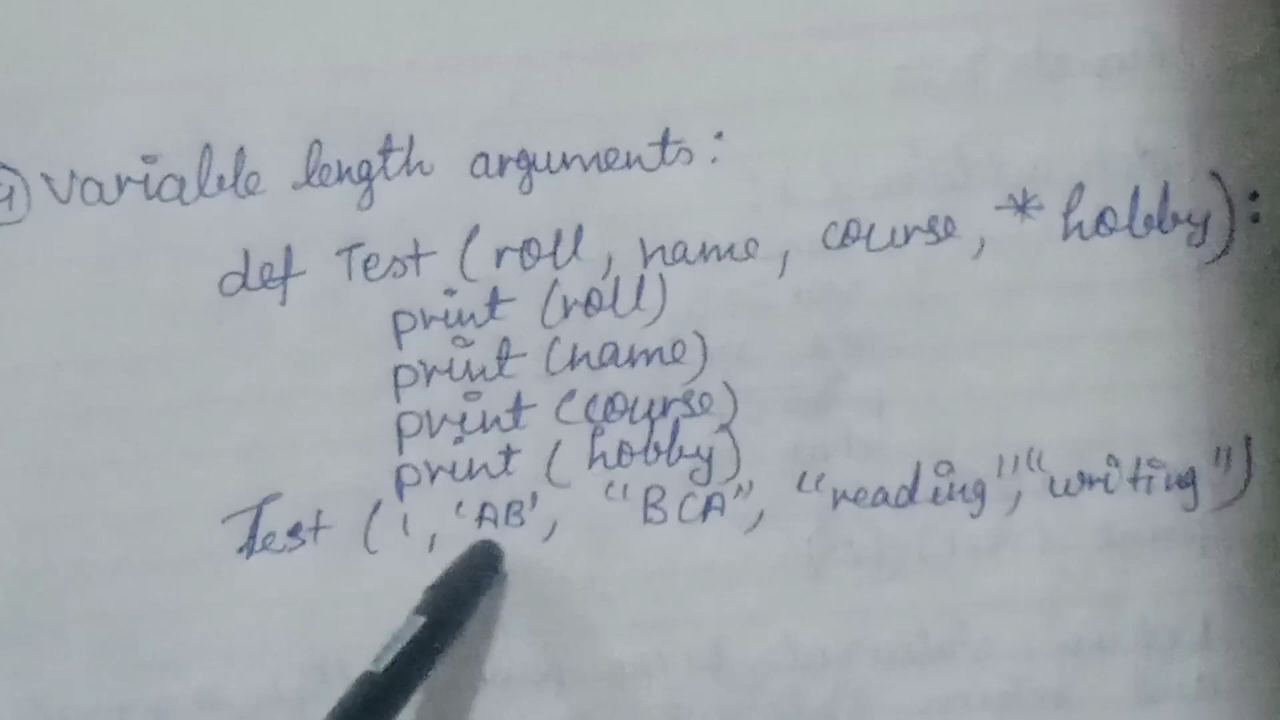 4) Variable length arguments:
def Test (roll, name, course, * hobby):
print (roll)
print (name)
print (course)
print (hobby)
Test (1, 'AB', "BCA", "reading", "writing")